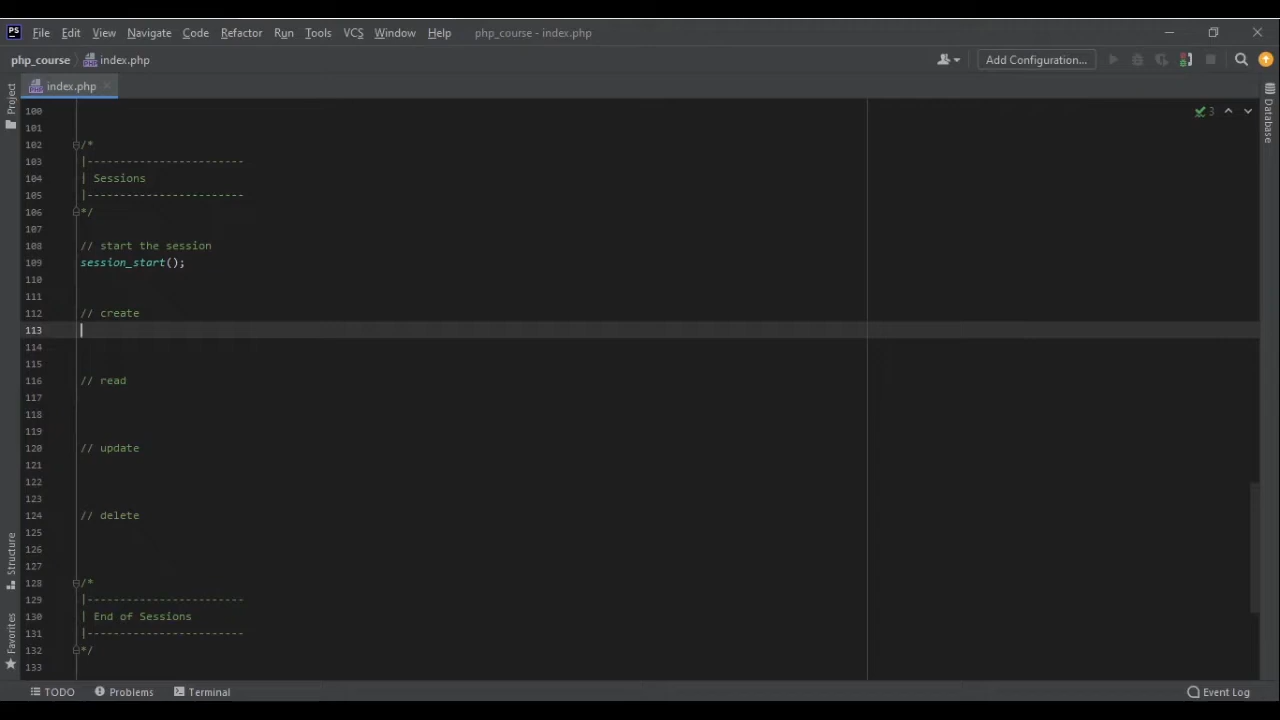 PS File Edit View Navigate Code Refactor Run Tools VCS Window Help php_course - index.php
php_course index.php Add Configuration...
index.php
Project
Database
3
100
101
102 /*
103 |------------------------
104 | Sessions
105 |------------------------
106 */
107
108 // start the session
109 session_start();
110
111
112 // create
113
114
115
116 // read
117
118
119
120 // update
121
122
123
124 // delete
125
126
127
128 /*
129 |------------------------
130 | End of Sessions
131 |------------------------
132 */
133
Structure
Favorites
TODO Problems Terminal Event Log